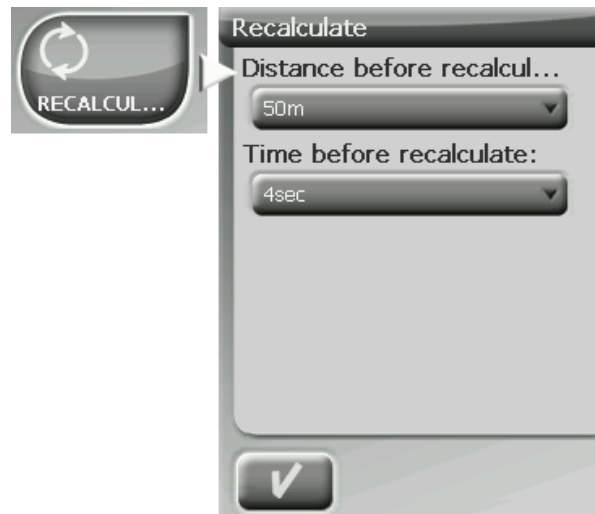 RECALCUL...
Recalculate
Distance before recalcul...
50m
Time before recalculate:
4sec